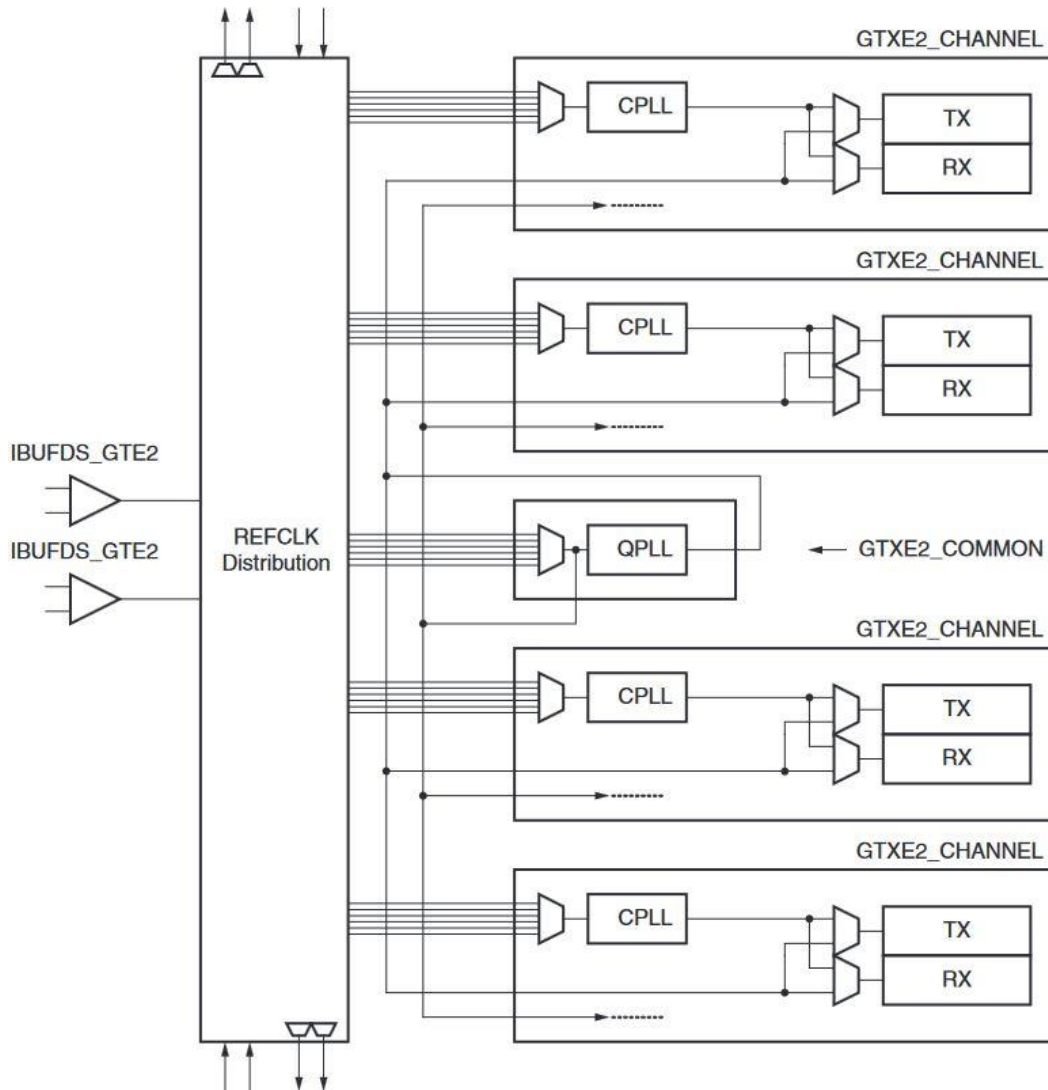 GTXE2_CHANNEL
CPLL
TX
RX
GTXE2_CHANNEL
CPLL
TX
RX
IBUFDS_GTE2
IBUFDS_GTE2
REFCLK
Distribution
QPLL
GTXE2_COMMON
GTXE2_CHANNEL
CPLL
TX
RX
GTXE2_CHANNEL
CPLL
TX
RX